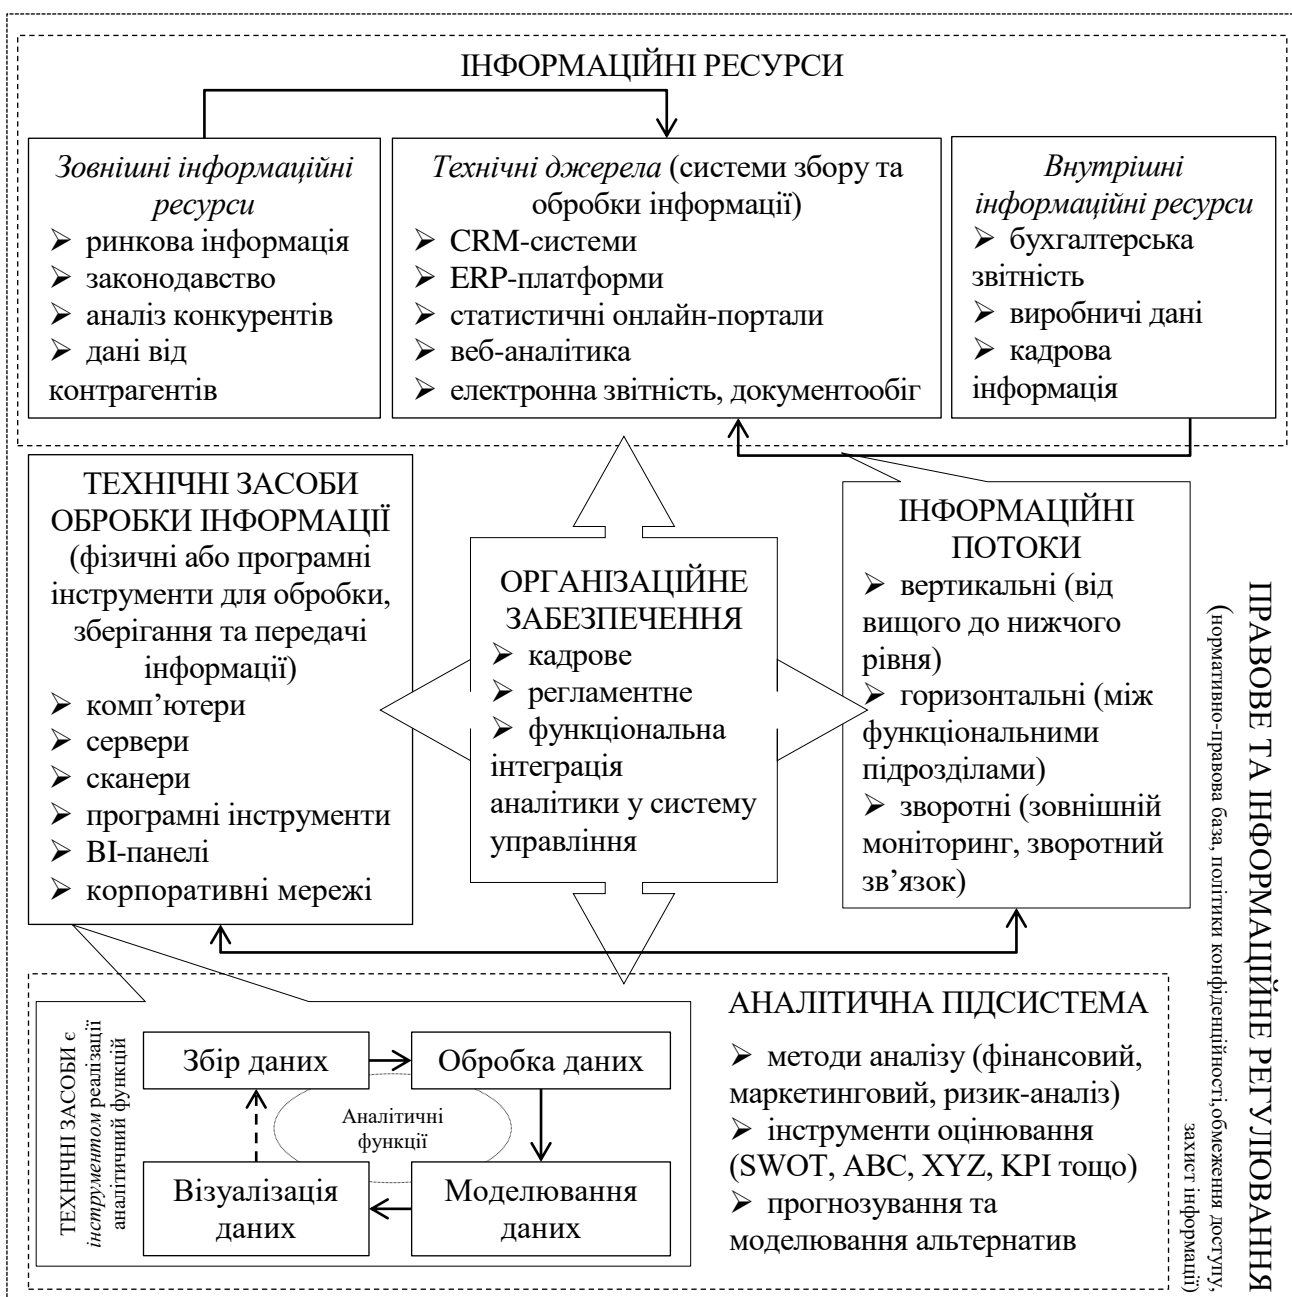 ІНФОРМАЦІЙНІ РЕСУРСИ
Зовнішні інформаційні
ресурси
➢ ринкова інформація
➢ законодавство
➢ аналіз конкурентів
➢ дані від
контрагентів
Технічні джерела (системи збору та
обробки інформації)
➢ CRM-системи
➢ ERP-платформи
➢ статистичні онлайн-портали
➢ веб-аналітика
➢ електронна звітність, документообіг
Внутрішні
інформаційні ресурси
➢ бухгалтерська
звітність
➢ виробничі дані
➢ кадрова
інформація
ТЕХНІЧНІ ЗАСОБИ
ОБРОБКИ ІНФОРМАЦІЇ
(фізичні або програмні
інструменти для обробки,
зберігання та передачі
інформації)
➢ комп’ютери
➢ сервери
➢ сканери
➢ програмні інструменти
➢ BI-панелі
➢ корпоративні мережі
ОРГАНІЗАЦІЙНЕ
ЗАБЕЗПЕЧЕННЯ
➢ кадрове
➢ регламентне
➢ функціональна
інтеграція
аналітики у систему
управління
ІНФОРМАЦІЙНІ
ПОТОКИ
➢ вертикальні (від
вищого до нижчого
рівня)
➢ горизонтальні (між
функціональними
підрозділами)
➢ зворотні (зовнішній
моніторинг, зворотний
зв’язок)
ПРАВОВЕ ТА ІНФОРМАЦІЙНЕ РЕГУЛЮВАННЯ
(нормативно-правова база, політики конфіденційності,обмеження доступу,
захист інформації)
ТЕХНІЧНІ ЗАСОБИ є
інструментом реалізації
аналітичний функцій
Збір даних
Обробка даних
Аналітичні
функції
Візуалізація
даних
Моделювання
даних
АНАЛІТИЧНА ПІДСИСТЕМА
➢ методи аналізу (фінансовий,
маркетинговий, ризик-аналіз)
➢ інструменти оцінювання
(SWOT, ABC, XYZ, KPI тощо)
➢ прогнозування та
моделювання альтернатив